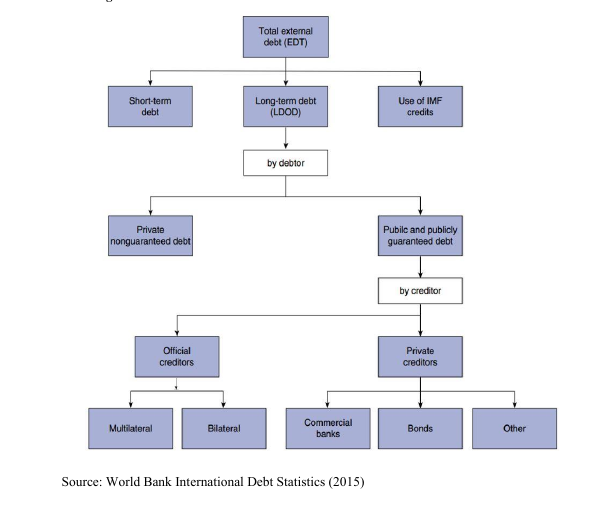 Total external
debt (EDT)
Short-term
debt
Long-term debt
(LDOD)
Use of IMF
credits
by debtor
Private
nonguaranteed debt
Pubilc and publicly
guaranteed debt
by creditor
Official
creditors
Private
creditors
Multilateral
Bilateral
Commercial
banks
Bonds
Other
Source: World Bank International Debt Statistics (2015)